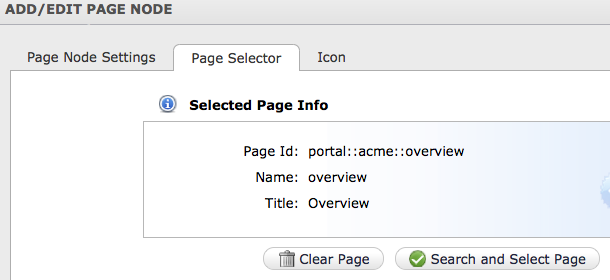 ADD/EDIT PAGE NODE
Page Node Settings Page Selector Icon
Selected Page Info
Page Id: portal::acme::overview
Name: overview
Title: Overview
Clear Page Search and Select Page